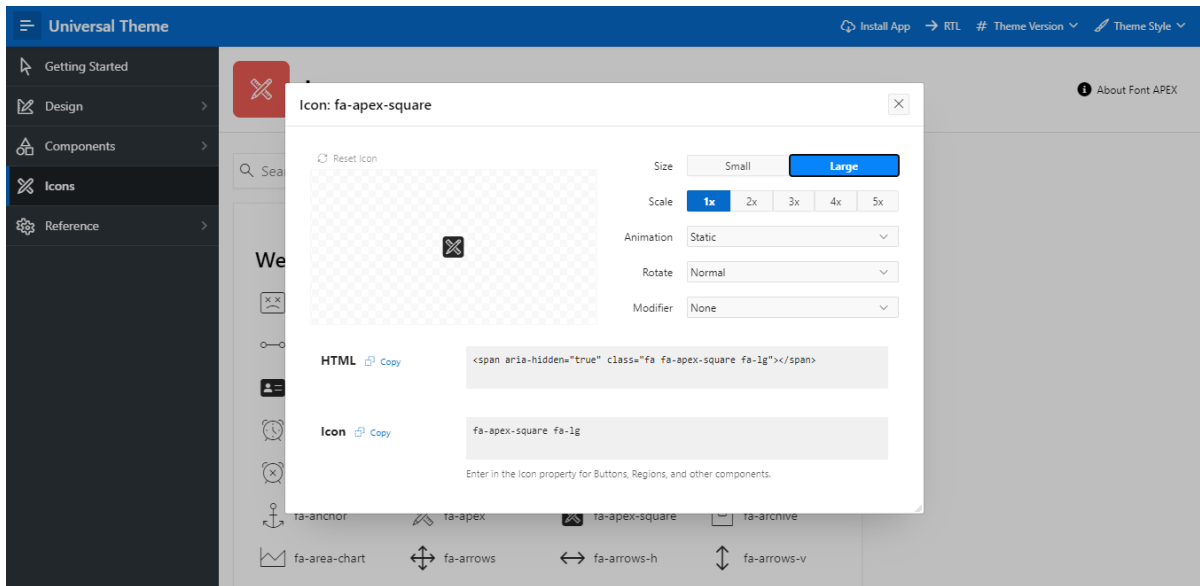 Universal Theme
Install App
RTL
# Theme Version
Theme Style
Getting Started
Design
Components
Icons
Reference
About Font APEX
Icon: fa-apex-square
Reset Icon
Size Small Large
Scale 1x 2x 3x 4x 5x
Animation Static
Rotate Normal
Modifier None
HTML Copy
<span aria-hidden="true" class="fa fa-apex-square fa-lg"></span>
Icon Copy
fa-apex-square fa-lg
Enter in the Icon property for Buttons, Regions, and other components.
Sea
We
fa-anchor fa-apex fa-apex-square fa-archive
fa-area-chart fa-arrows fa-arrows-h fa-arrows-v